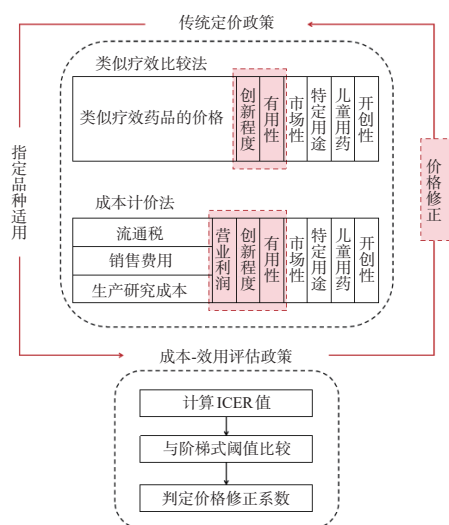 传统定价政策
类似疗效比较法
类似疗效药品的价格
创新程度
有用性
市场性
特定用途
儿童用药
开创性
指定品种适用
价格修正
成本计价法
流通税
销售费用
生产研究成本
营业利润
创新程度
有用性
市场性
特定用途
儿童用药
开创性
成本-效用评估政策
计算ICER值
与阶梯式阈值比较
判定价格修正系数